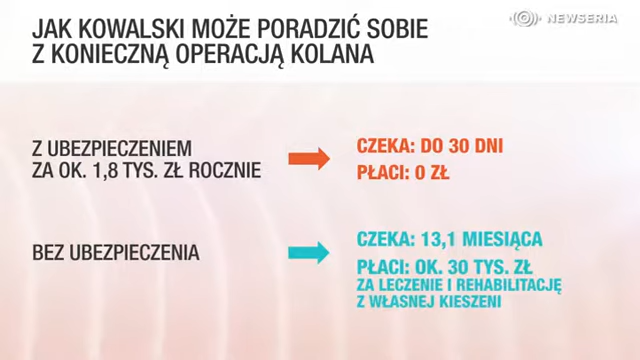 JAK KOWALSKI MOŻE PORADZIĆ SOBIE
Z KONIECZNĄ OPERACJĄ KOLANA
NEWSERIA
Z UBEZPIECZENIEM
ZA OK. 1,8 TYS. ZŁ ROCZNIE
CZEKA: DO 30 DNI
PŁACI: 0 ZŁ
BEZ UBEZPIECZENIA
CZEKA: 13,1 MIESIĄCA
PŁACI: OK. 30 TYS. ZŁ
ZA LECZENIE I REHABILITACJĘ
Z WŁASNEJ KIESZENI